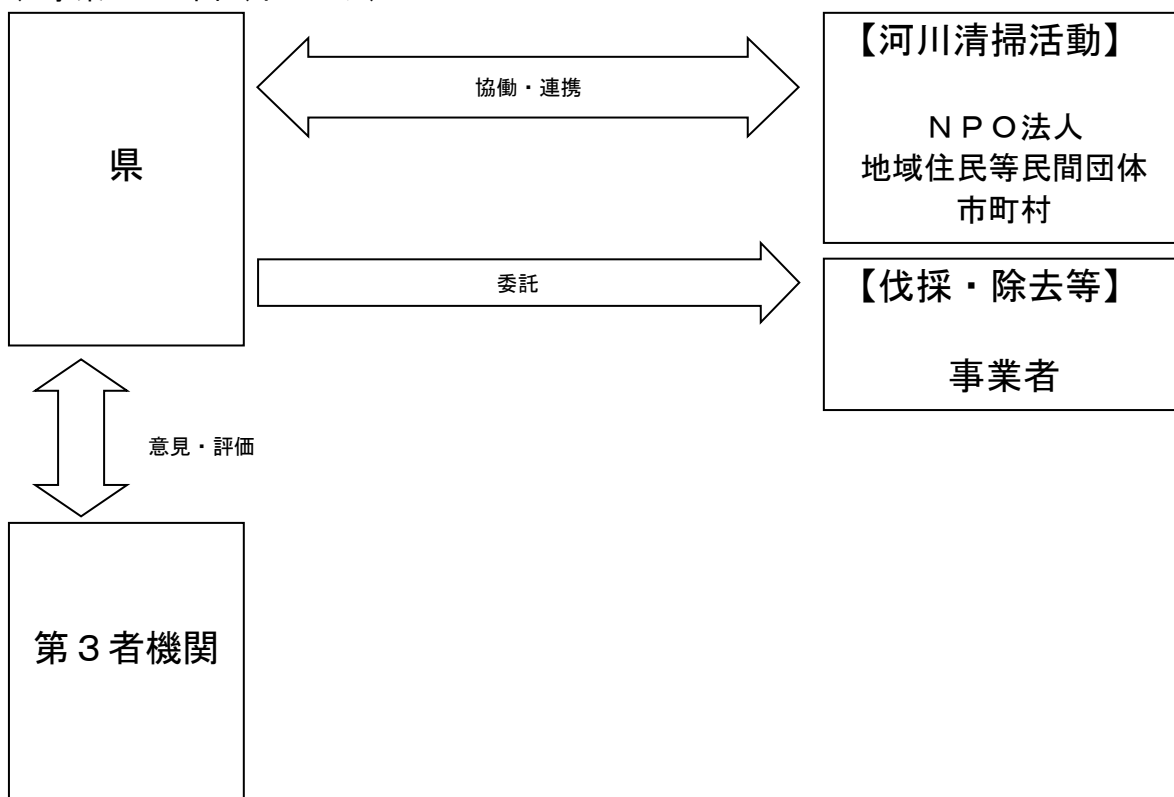 県
協働・連携
【河川清掃活動】
ＮＰＯ法人
地域住民等民間団体
市町村
委託
【伐採・除去等】
事業者
意見・評価
第３者機関